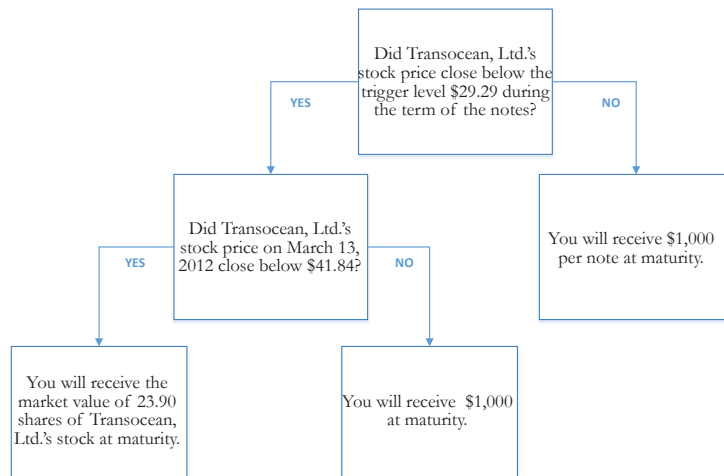 Did Transocean, Ltd.'s
stock price close below the
trigger level $29.29 during
the term of the notes?
YES
NO
Did Transocean, Ltd.'s
stock price on March 13,
2012 close below $41.84?
You will receive $1,000
per note at maturity.
YES
NO
You will receive the
market value of 23.90
shares of Transocean,
Ltd.'s stock at maturity.
You will receive $1,000
at maturity.